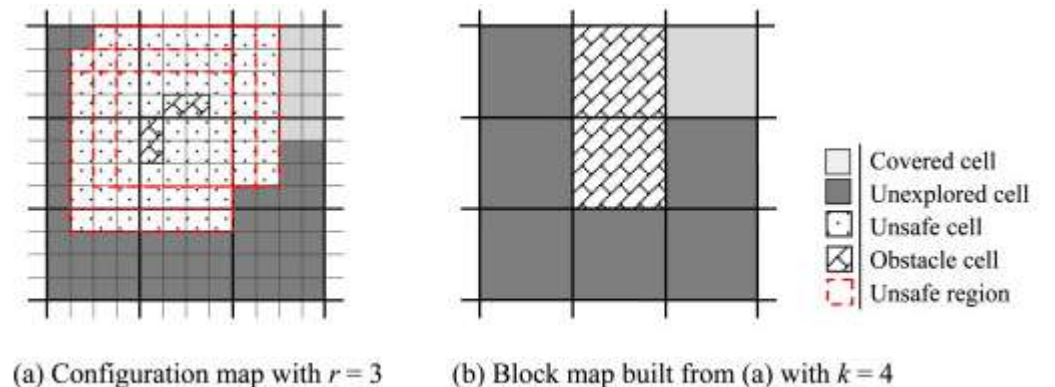 Covered cell
Unexplored cell
Unsafe cell
Obstacle cell
Unsafe region
(a) Configuration map with r = 3
(b) Block map built from (a) with k = 4